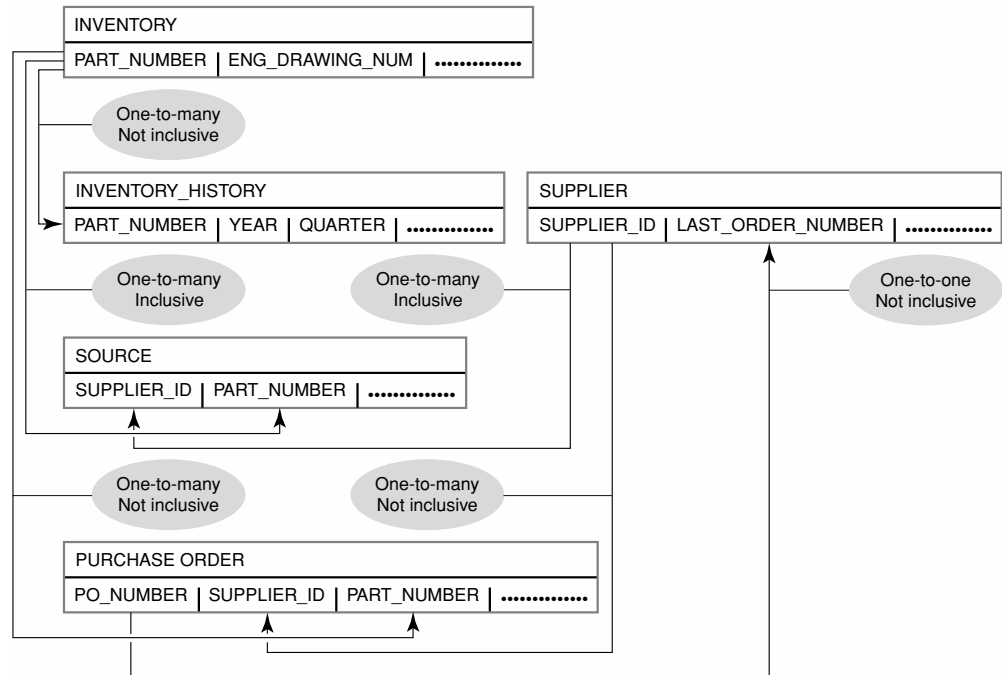 INVENTORY
PART_NUMBER | ENG_DRAWING_NUM | ..............
One-to-many
Not inclusive
INVENTORY_HISTORY
PART_NUMBER | YEAR | QUARTER | ..............
SUPPLIER
SUPPLIER_ID | LAST_ORDER_NUMBER | ..............
One-to-many
Inclusive
One-to-many
Inclusive
One-to-one
Not inclusive
SOURCE
SUPPLIER_ID | PART_NUMBER | ..............
One-to-many
Not inclusive
One-to-many
Not inclusive
PURCHASE ORDER
PO_NUMBER | SUPPLIER_ID | PART_NUMBER | ..............